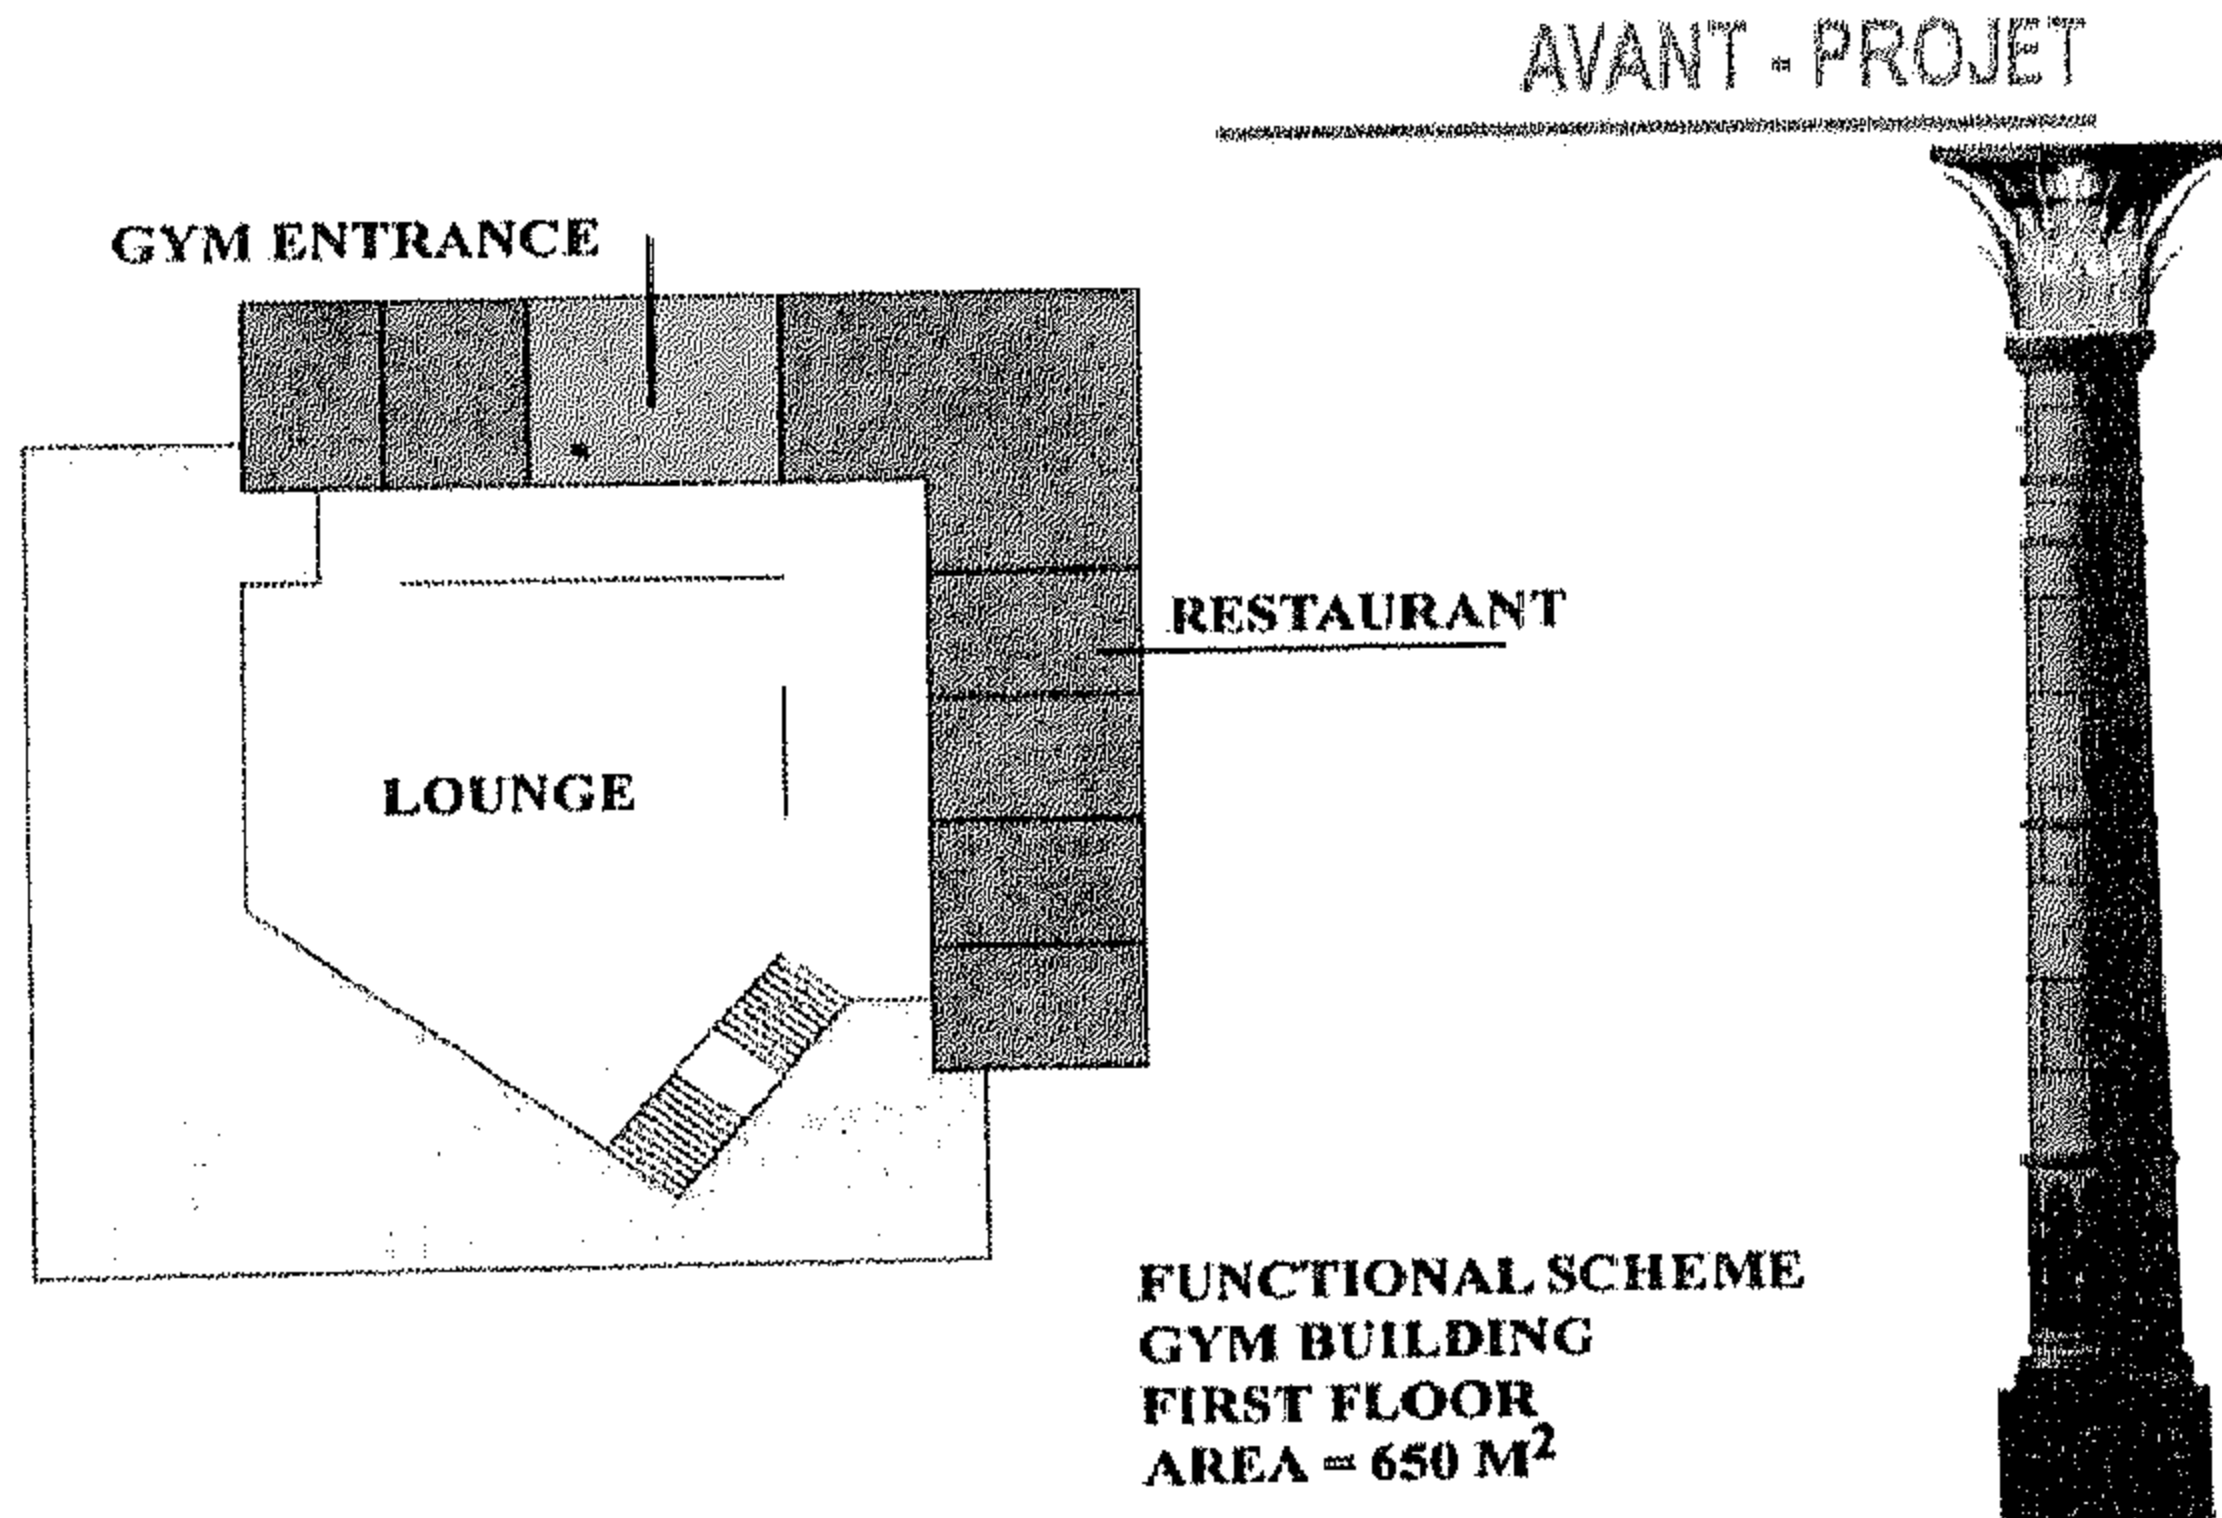 AVANT - PROJET
GYM ENTRANCE
RESTAURANT
LOUNGE
FUNCTIONAL SCHEME
GYM BUILDING
FIRST FLOOR
AREA = 650 M²